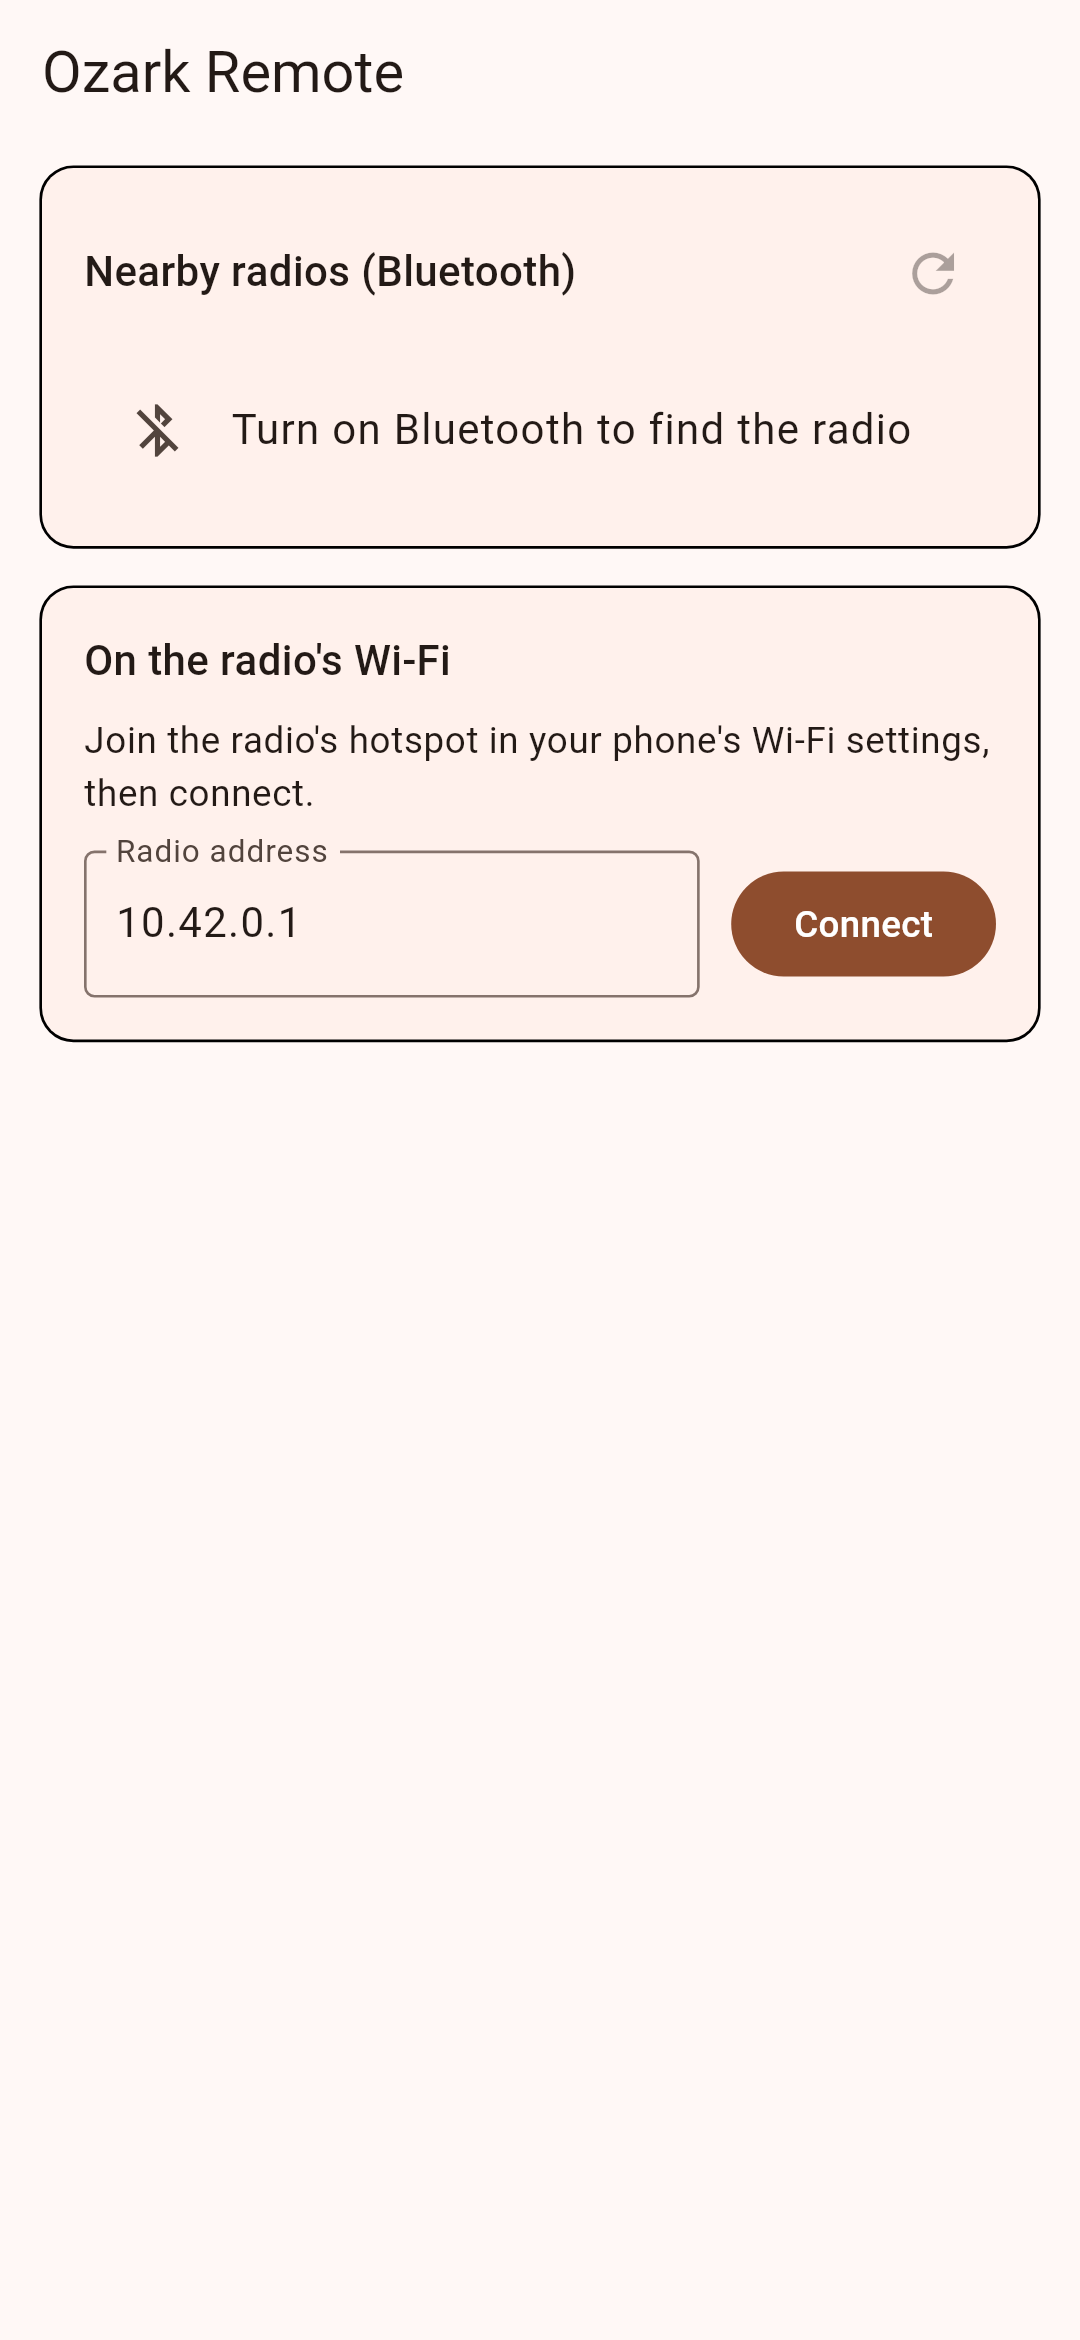 Ozark Remote
Nearby radios (Bluetooth)
Turn on Bluetooth to find the radio
On the radio's Wi-Fi
Join the radio's hotspot in your phone's Wi-Fi settings,
then connect.
Radio address
10.42.0.1
Connect